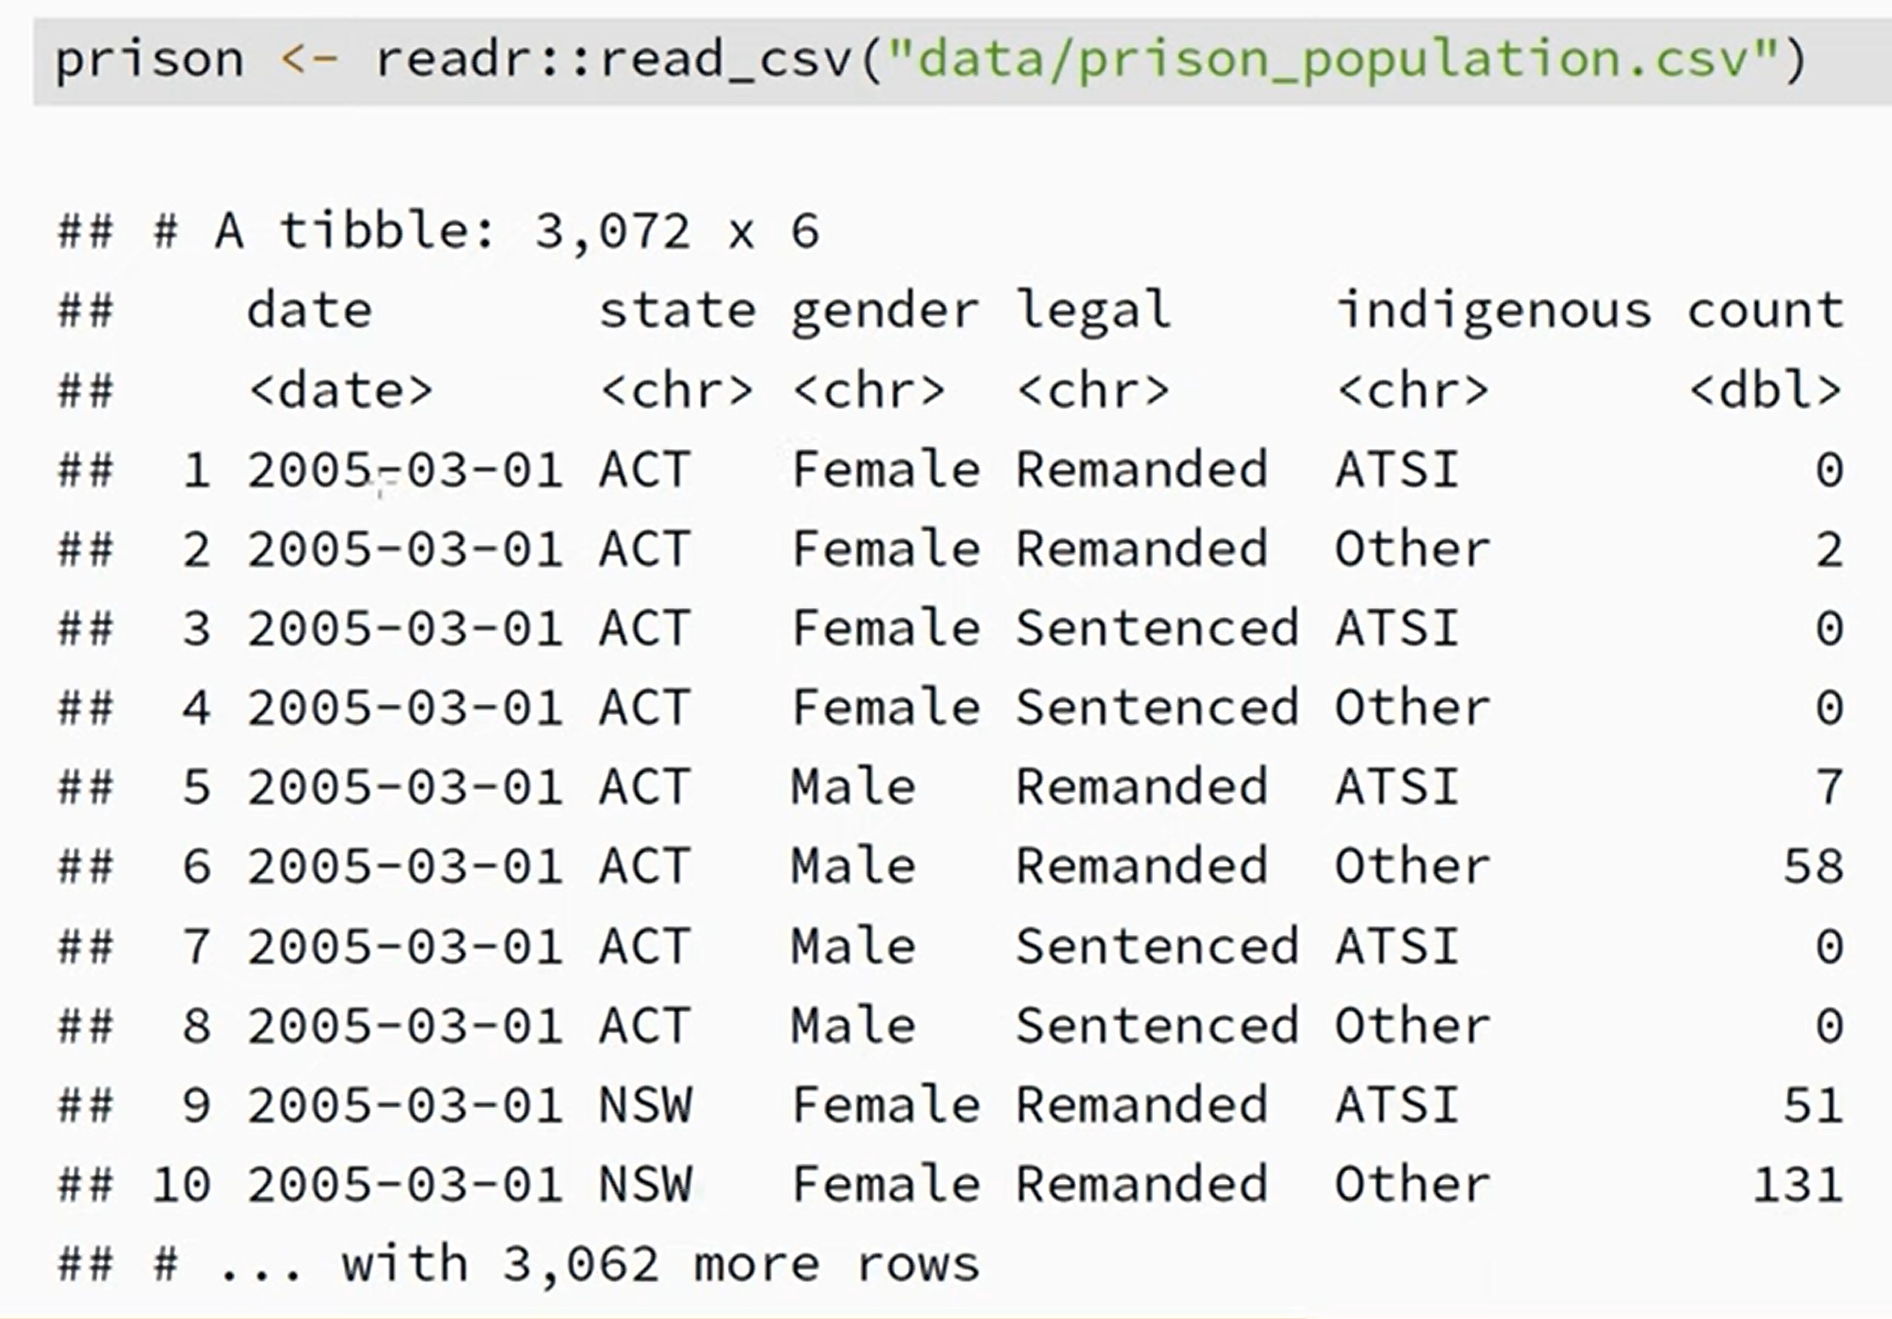 prison <- readr::read_csv("data/prison_population.csv")
## # A tibble: 3,072 x 6
##    date       state gender legal     indigenous count
##    <date>     <chr> <chr>  <chr>     <chr>      <dbl>
##  1 2005-03-01 ACT   Female Remanded  ATSI           0
##  2 2005-03-01 ACT   Female Remanded  Other          2
##  3 2005-03-01 ACT   Female Sentenced ATSI           0
##  4 2005-03-01 ACT   Female Sentenced Other          0
##  5 2005-03-01 ACT   Male   Remanded  ATSI           7
##  6 2005-03-01 ACT   Male   Remanded  Other         58
##  7 2005-03-01 ACT   Male   Sentenced ATSI           0
##  8 2005-03-01 ACT   Male   Sentenced Other          0
##  9 2005-03-01 NSW   Female Remanded  ATSI          51
## 10 2005-03-01 NSW   Female Remanded  Other        131
## # ... with 3,062 more rows